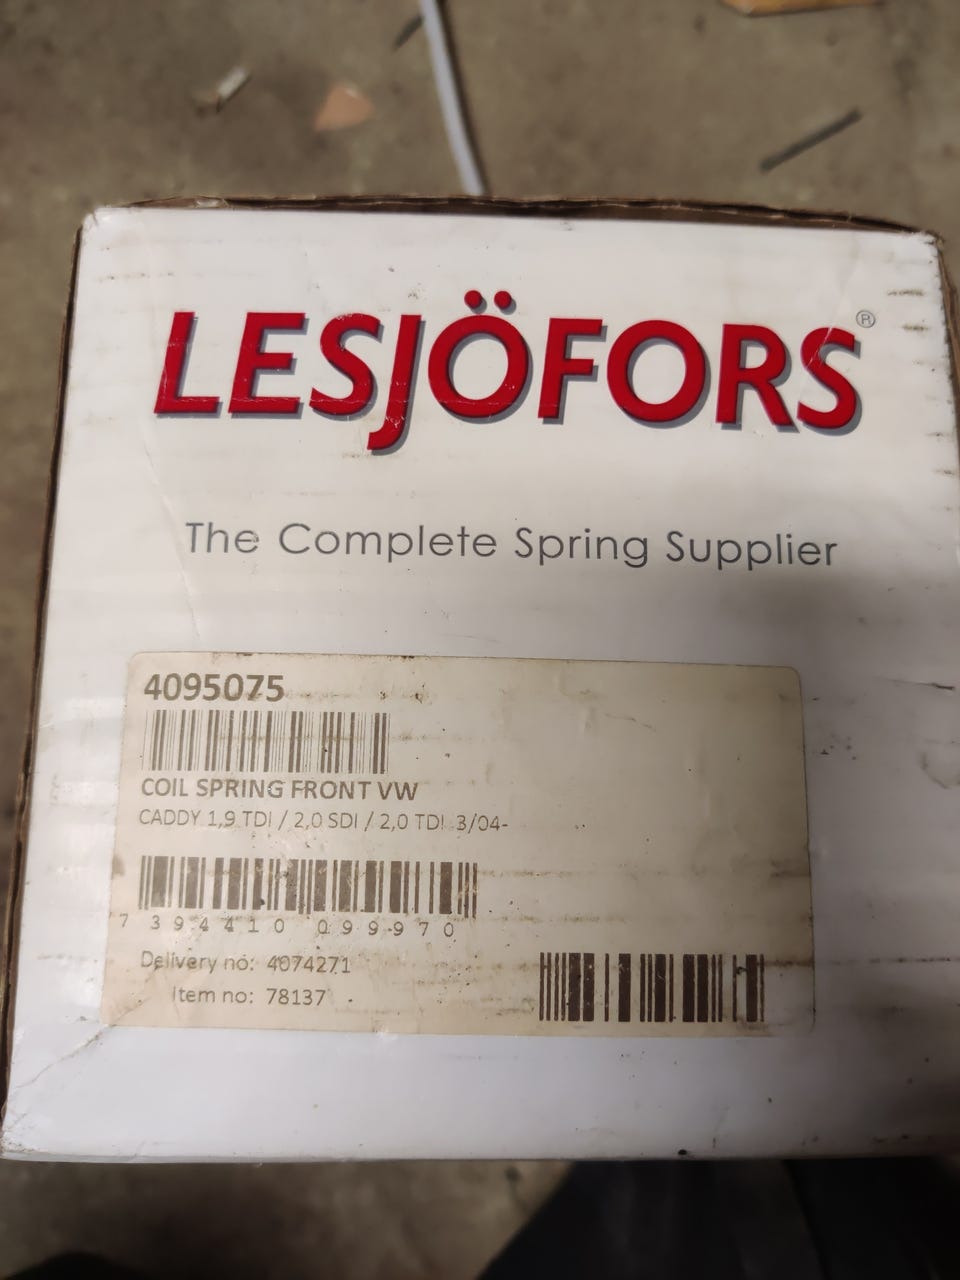 LESJÖFORS®
The Complete Spring Supplier
4095075
COIL SPRING FRONT VW
CADDY 1,9 TDI / 2,0 SDI / 2,0 TDI 3/04-
7 394410 099970
Delivery no: 4074271
Item no: 78137